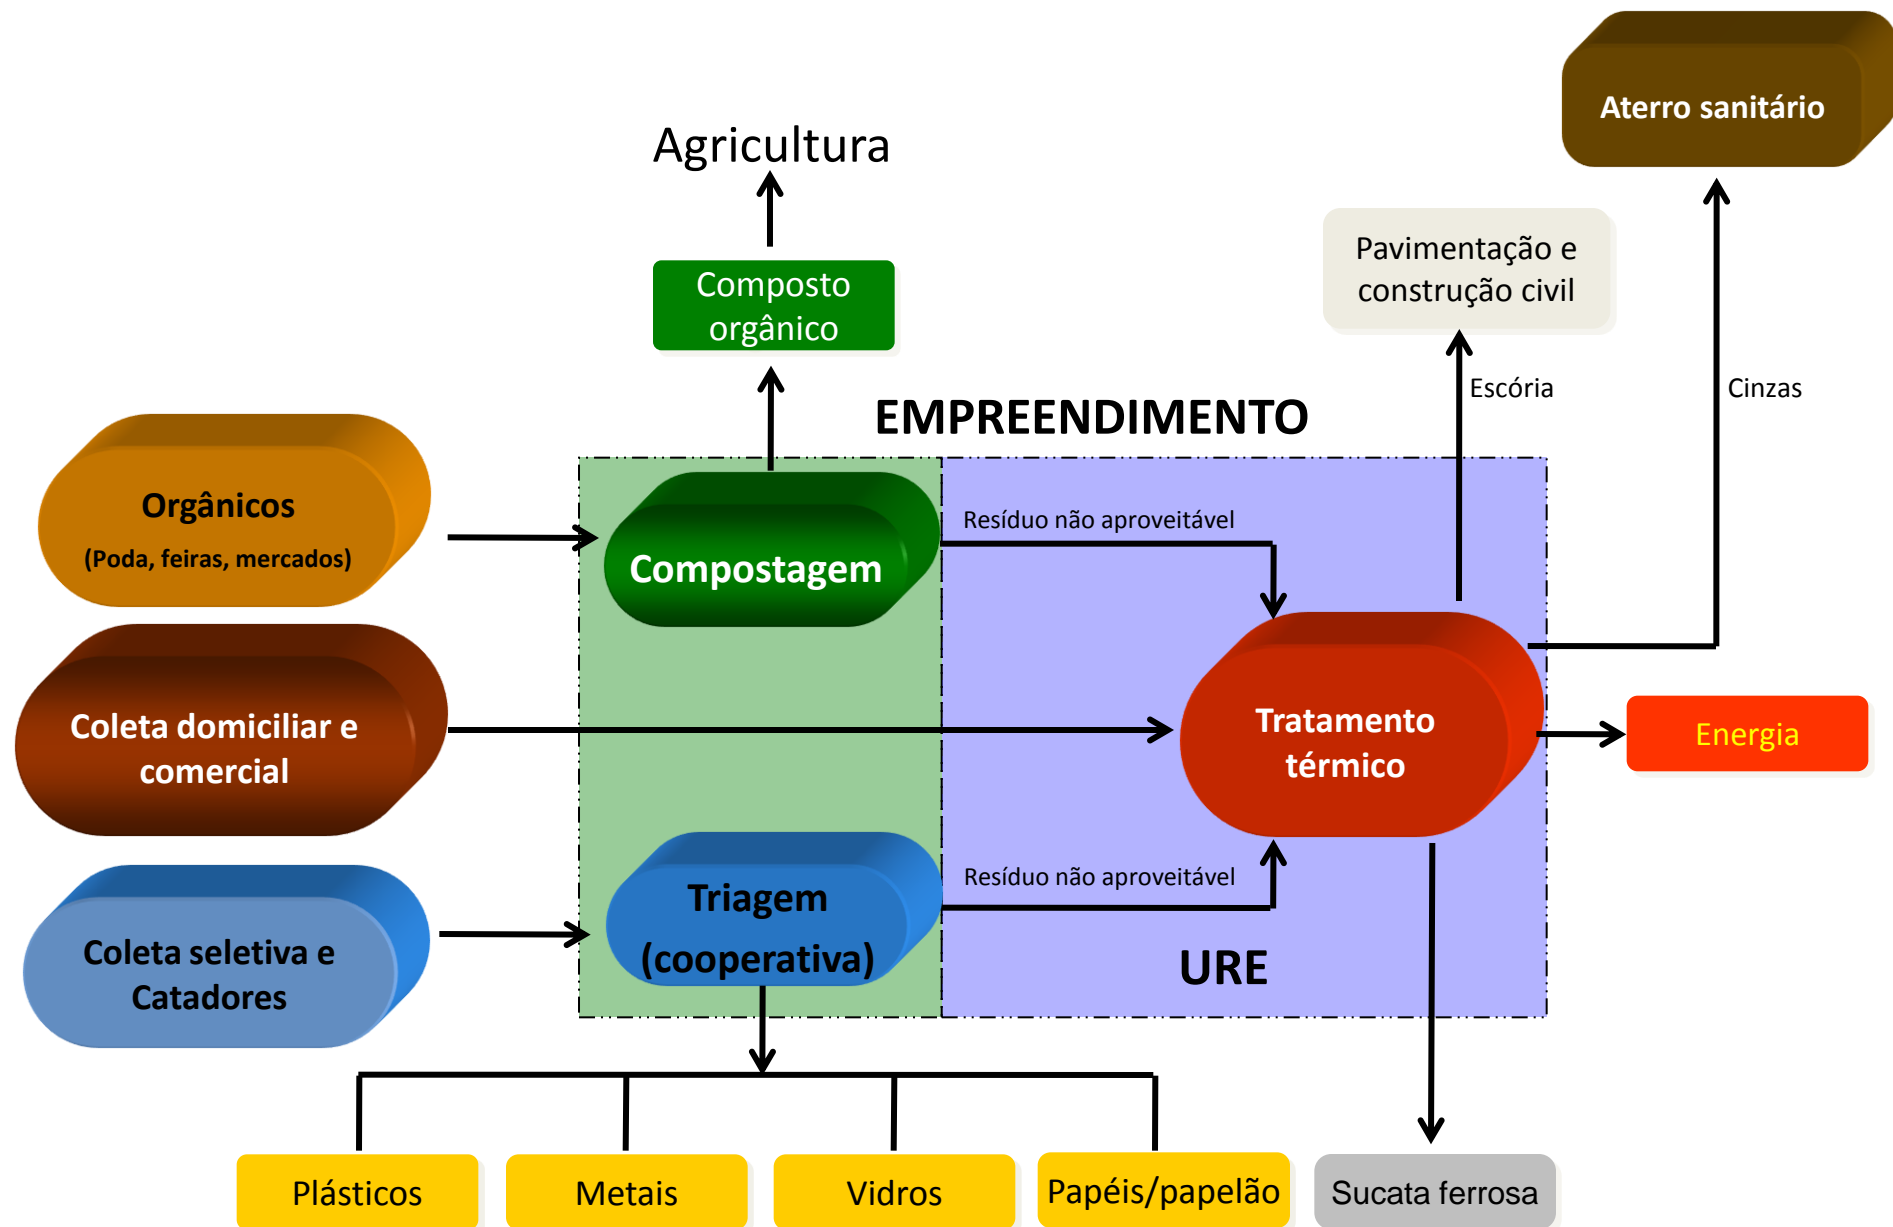 Aterro sanitário
Agricultura
Pavimentação e
construção civil
Composto
orgânico
Escória
Cinzas
EMPREENDIMENTO
Orgânicos
(Poda, feiras, mercados)
Compostagem
Resíduo não aproveitável
Coleta domiciliar e
comercial
Tratamento
térmico
Energia
Coleta seletiva e
Catadores
Triagem
(cooperativa)
Resíduo não aproveitável
URE
Plásticos
Metais
Vidros
Papéis/papelão
Sucata ferrosa